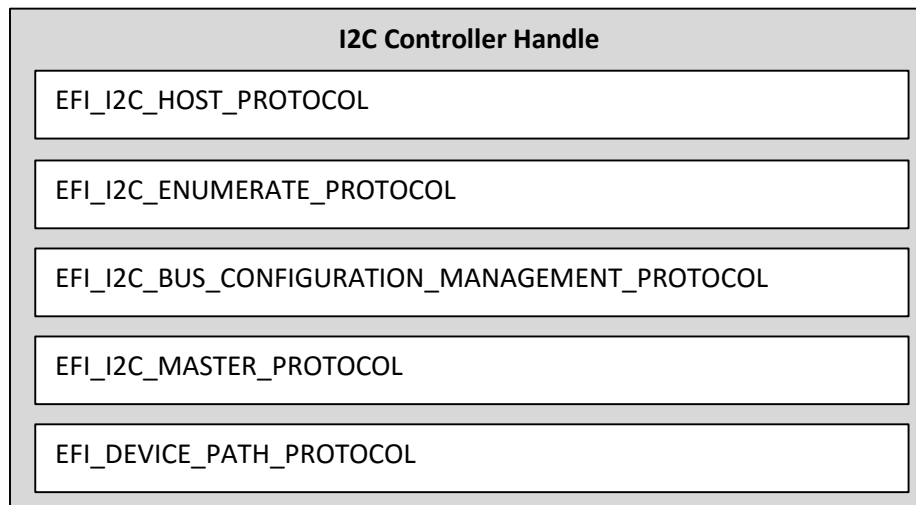 I2C Controller Handle
EFI_I2C_HOST_PROTOCOL
EFI_I2C_ENUMERATE_PROTOCOL
EFI_I2C_BUS_CONFIGURATION_MANAGEMENT_PROTOCOL
EFI_I2C_MASTER_PROTOCOL
EFI_DEVICE_PATH_PROTOCOL